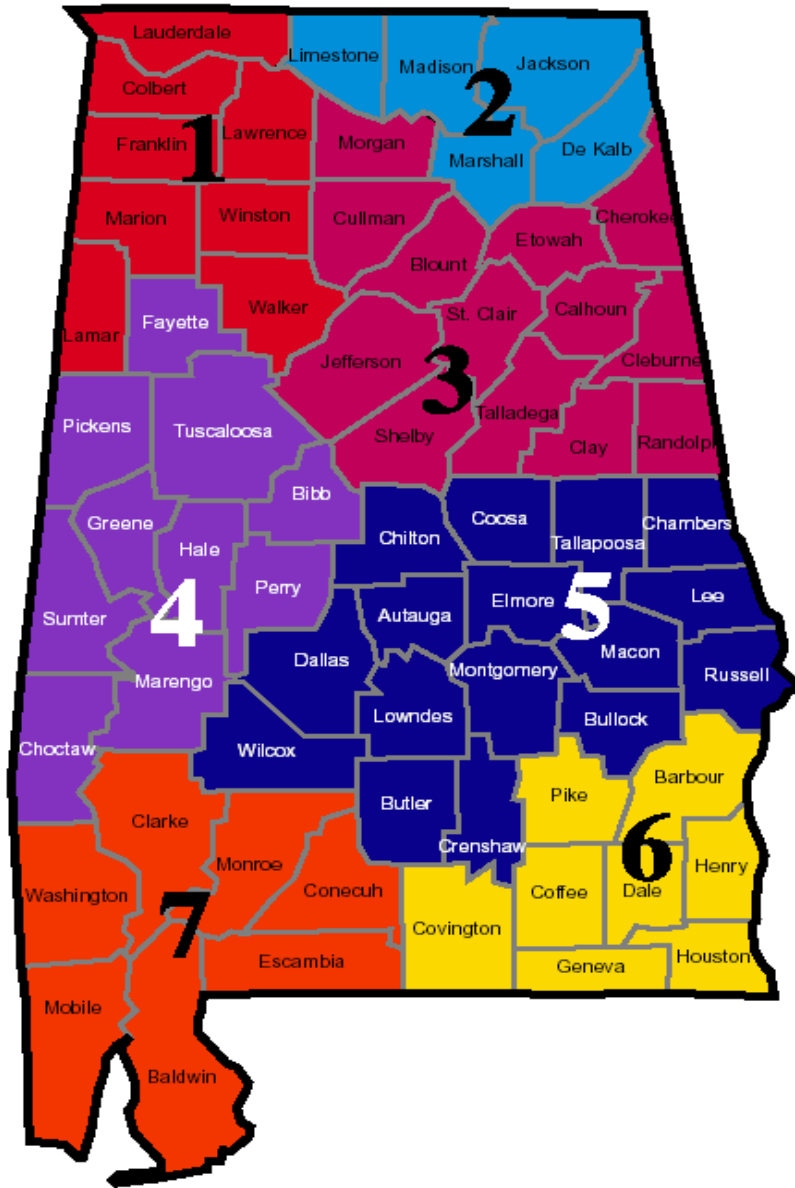 Lauderdale
Limestone
Madison
Jackson
Colbert
2
Lawrence
Franklin
1
Morgan
Marshall
De Kalb
Marion
Winston
Cullman
Cherokee
Etowah
Blount
Walker
Fayette
Lamar
St. Clair
Calhoun
Jefferson
3
Cleburne
Pickens
Tuscaloosa
Talladega
Shelby
Clay
Randolph
Bibb
Greene
Hale
Chilton
Coosa
Tallapoosa
Chambers
Perry
Sumter
4
Autauga
Elmore
5
Lee
Dallas
Macon
Montgomery
Russell
Marengo
Lowndes
Bullock
Choctaw
Wilcox
Butler
Pike
Barbour
Clarke
Crenshaw
6
Monroe
Washington
Conecuh
Coffee
Dale
Henry
7
Covington
Escambia
Geneva
Houston
Mobile
Baldwin